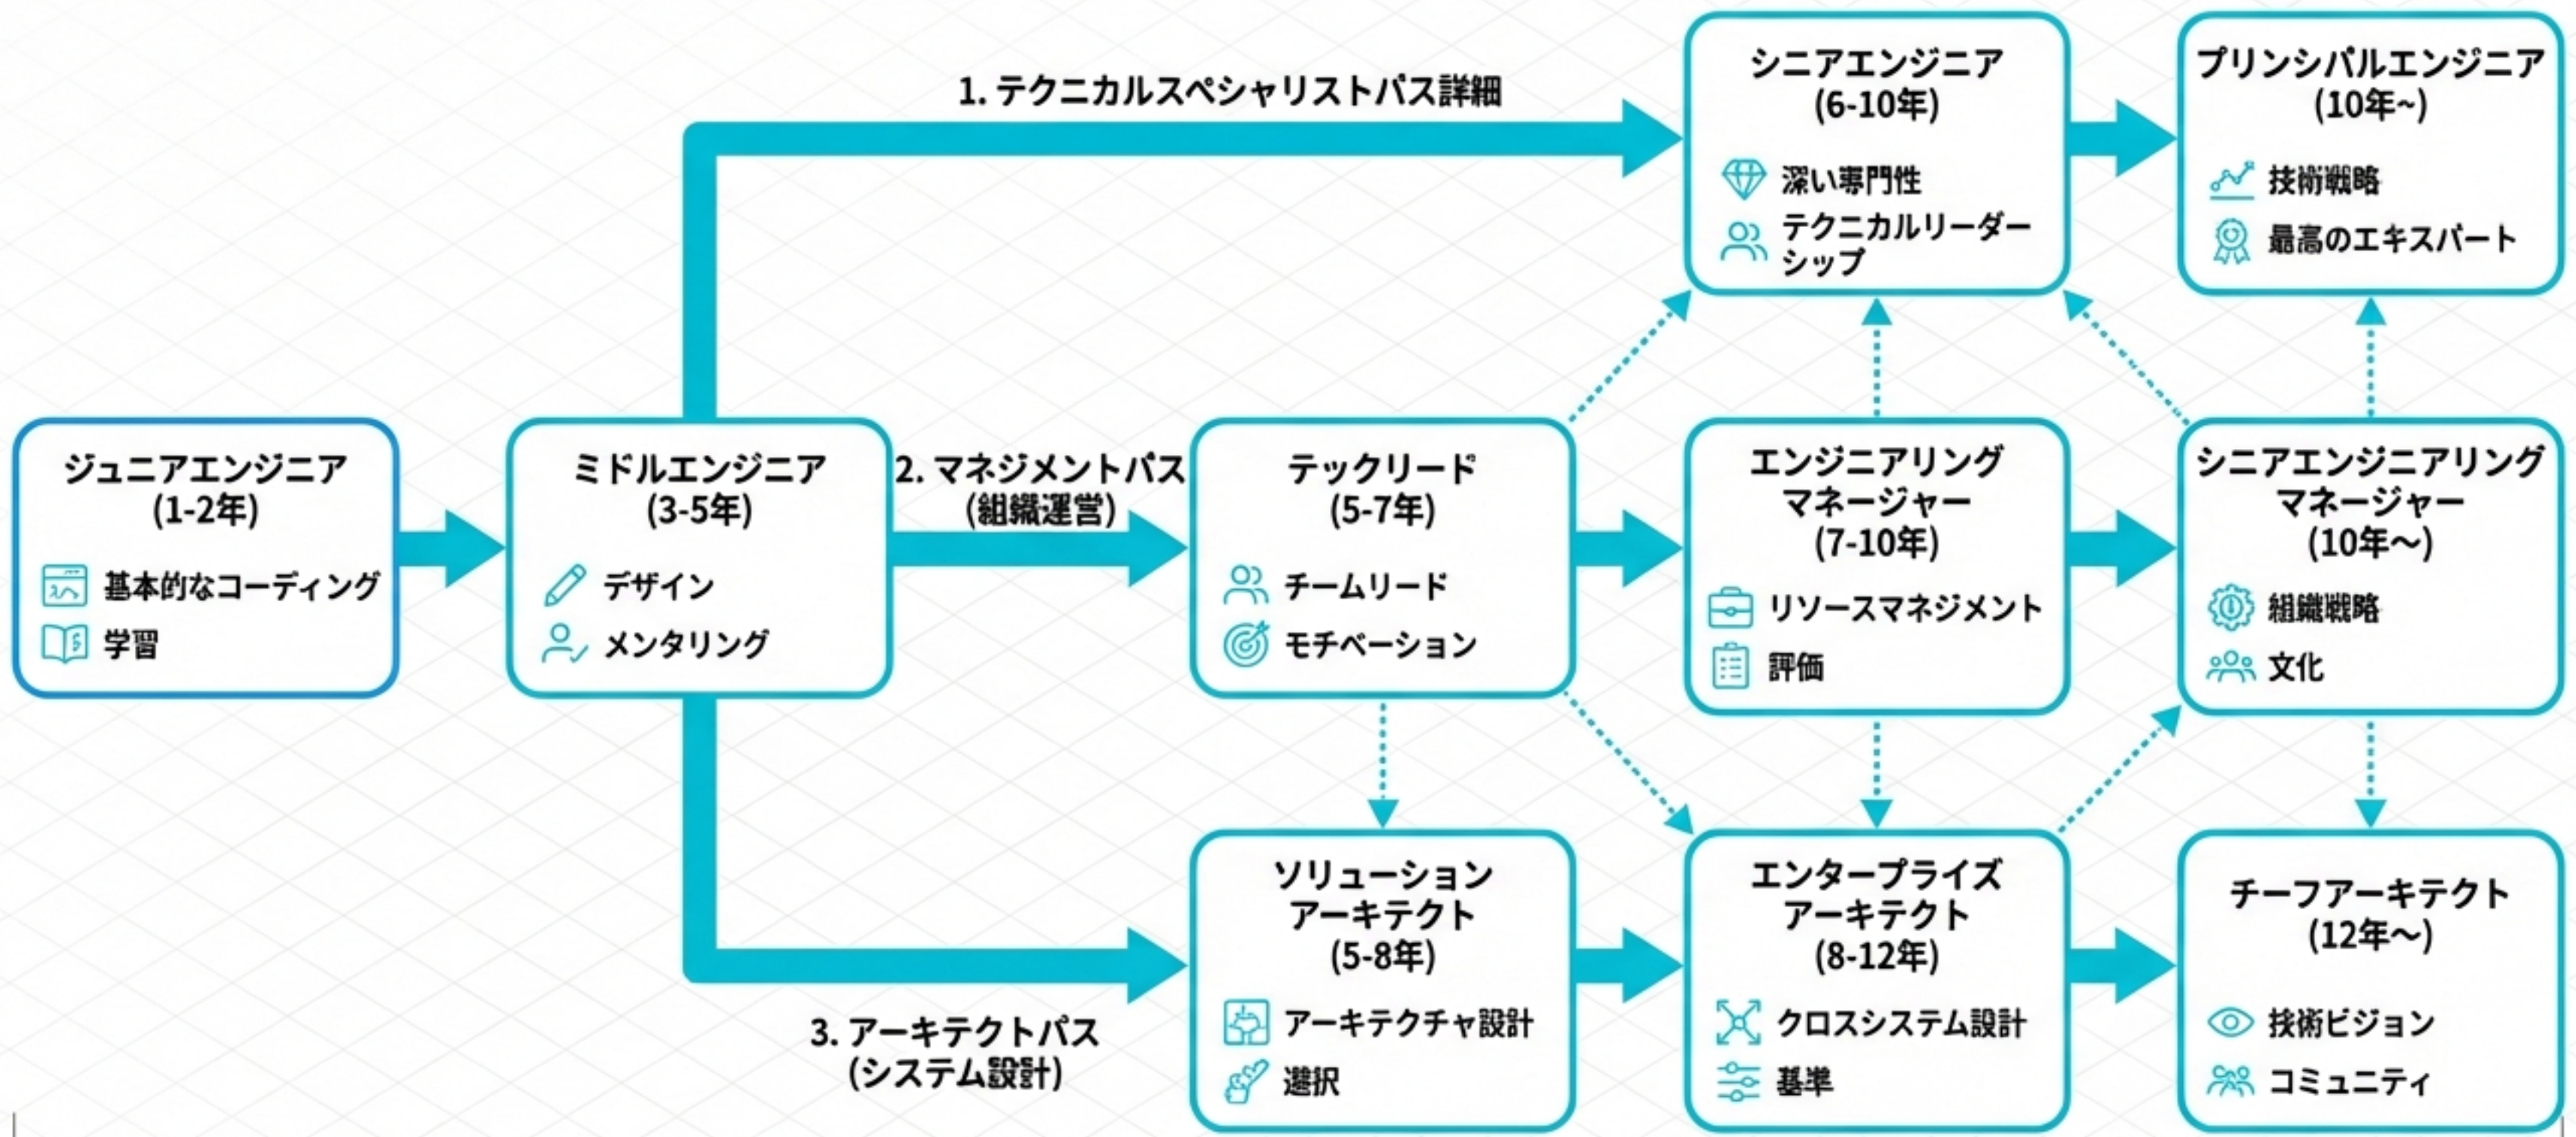 1. テクニカルスペシャリストパス詳細
シニアエンジニア
(6-10年)
深い専門性
テクニカルリーダー
シップ
プリンシパルエンジニア
(10年~)
技術戦略
最高のエキスパート
ジュニアエンジニア
(1-2年)
基本的なコーディング
学習
ミドルエンジニア
(3-5年)
デザイン
メンタリング
2. マネジメントパス
(組織運営)
テックリード
(5-7年)
チームリード
モチベーション
エンジニアリング
マネージャー
(7-10年)
リソースマネジメント
評価
シニアエンジニアリング
マネージャー
(10年～)
組織戦略
文化
3. アーキテクトパス
(システム設計)
ソリューション
アーキテクト
(5-8年)
アーキテクチャ設計
選択
エンタープライズ
アーキテクト
(8-12年)
クロスシステム設計
基準
チーフアーキテクト
(12年～)
技術ビジョン
コミュニティ